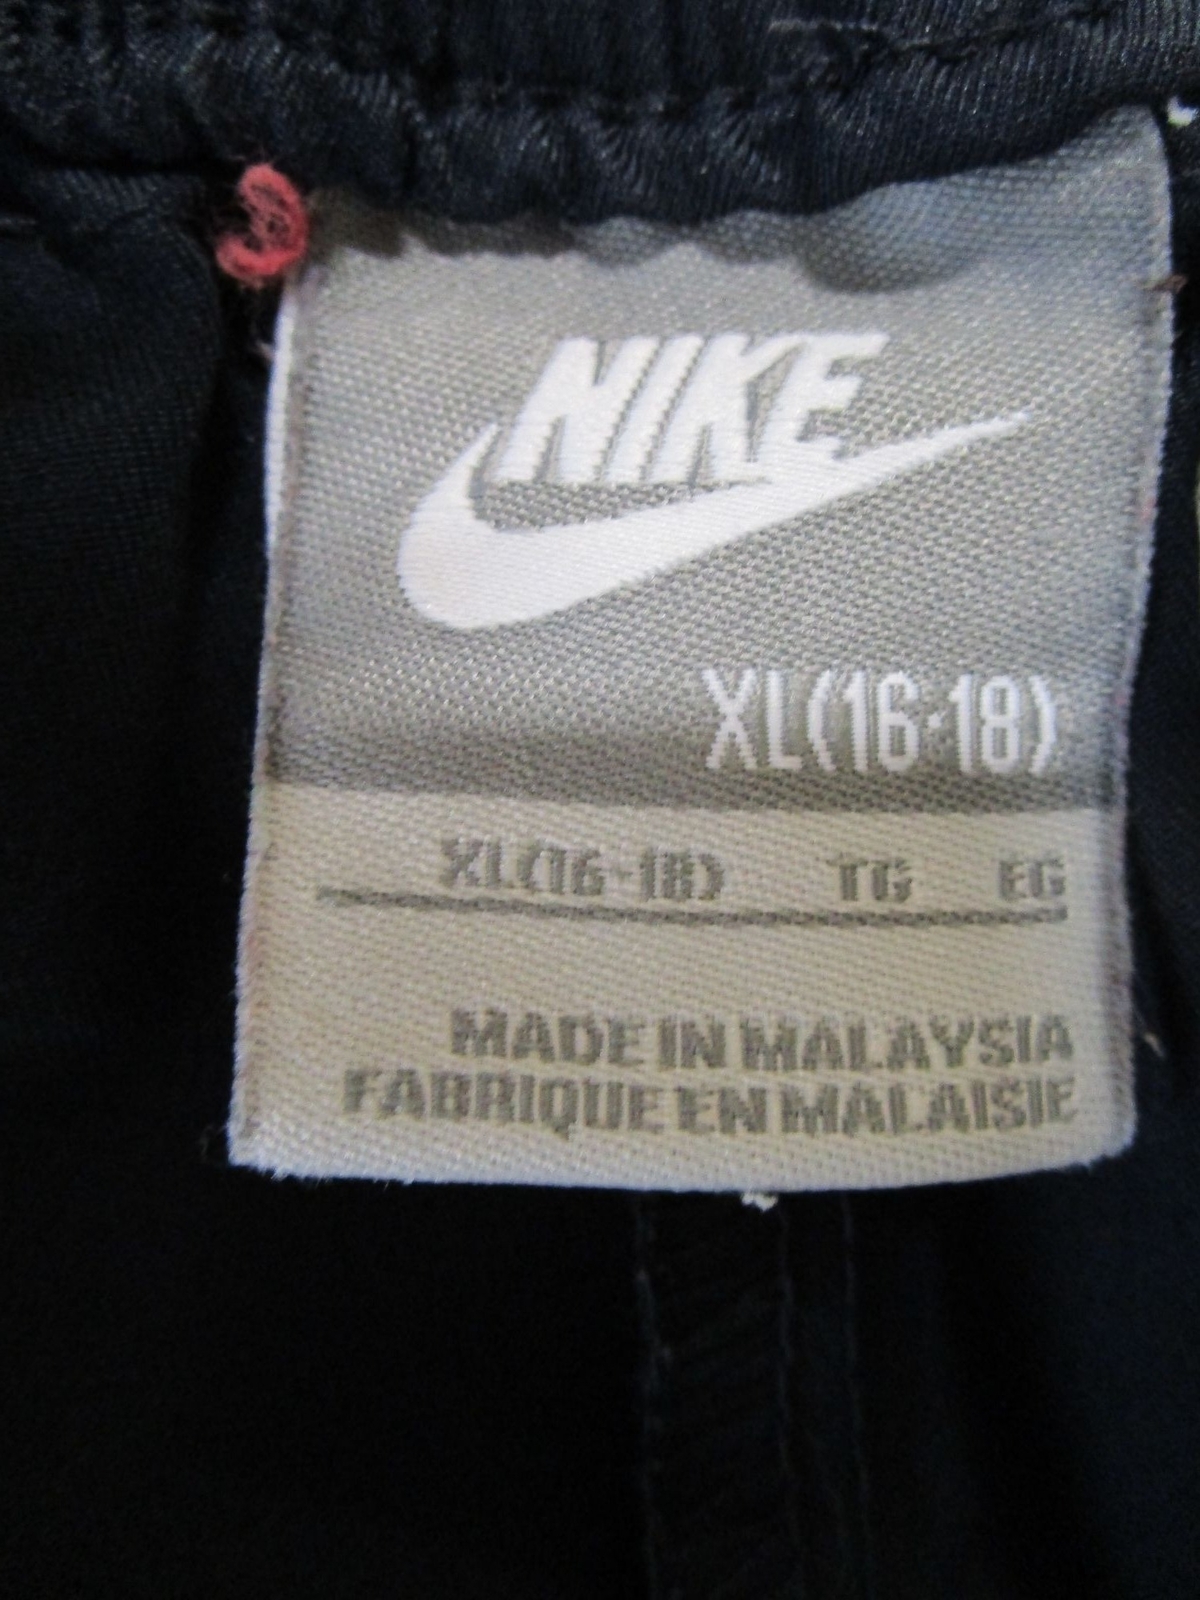 NIKE
XL(16-18)
XL(16-18) TG EG
MADE IN MALAYSIA
FABRIQUE EN MALAISIE